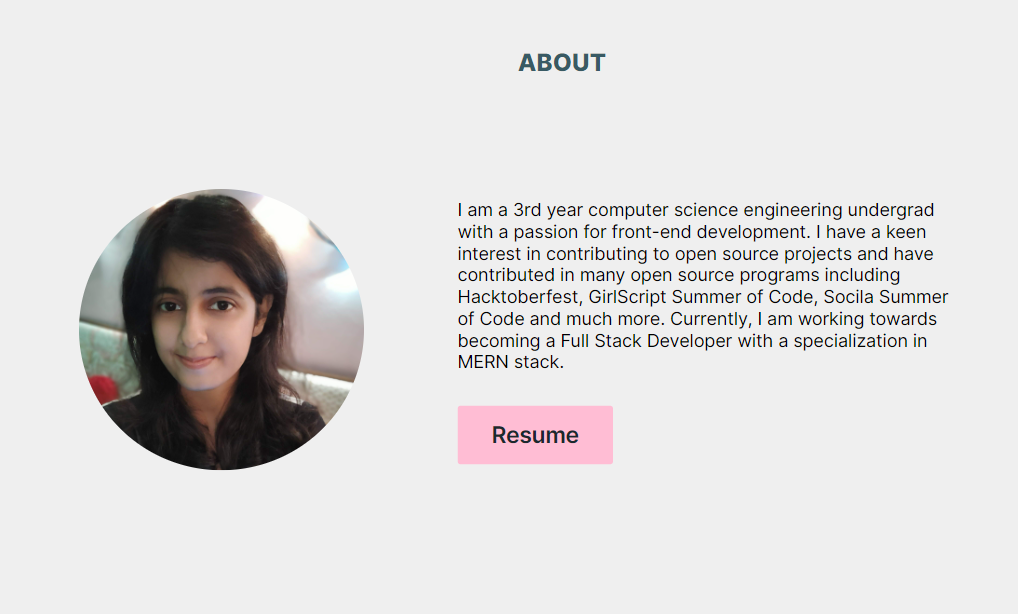 ABOUT
I am a 3rd year computer science engineering undergrad
with a passion for front-end development. I have a keen
interest in contributing to open source projects and have
contributed in many open source programs including
Hacktoberfest, GirlScript Summer of Code, Socila Summer
of Code and much more. Currently, I am working towards
becoming a Full Stack Developer with a specialization in
MERN stack.
Resume